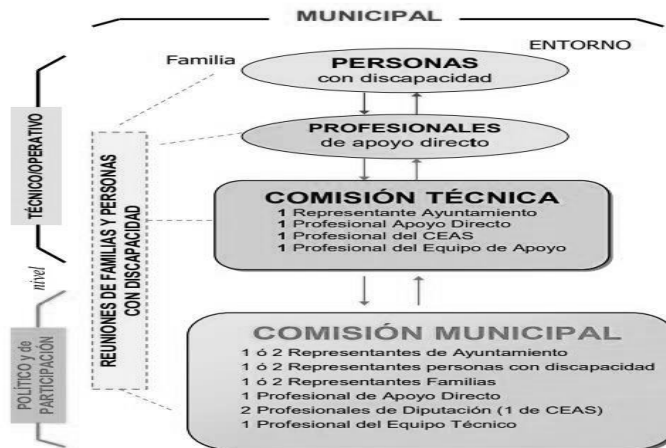 MUNICIPAL
ENTORNO
Familia
PERSONAS
con discapacidad
PROFESIONALES
de apoyo directo
COMISIÓN TÉCNICA
1 Representante Ayuntamiento
1 Profesional Apoyo Directo
1 Profesional del CEAS
1 Profesional del Equipo de Apoyo
COMISIÓN MUNICIPAL
1 ó 2 Representantes de Ayuntamiento
1 ó 2 Representantes personas con discapacidad
1 ó 2 Representantes Familias
1 Profesional de Apoyo Directo
2 Profesionales de Diputación (1 de CEAS)
1 Profesional del Equipo Técnico
REUNIONES DE FAMILIAS Y PERSONAS
CON DISCAPACIDAD
TÉCNICO/OPERATIVO
nivel
POLÍTICO y de
PARTICIPACIÓN